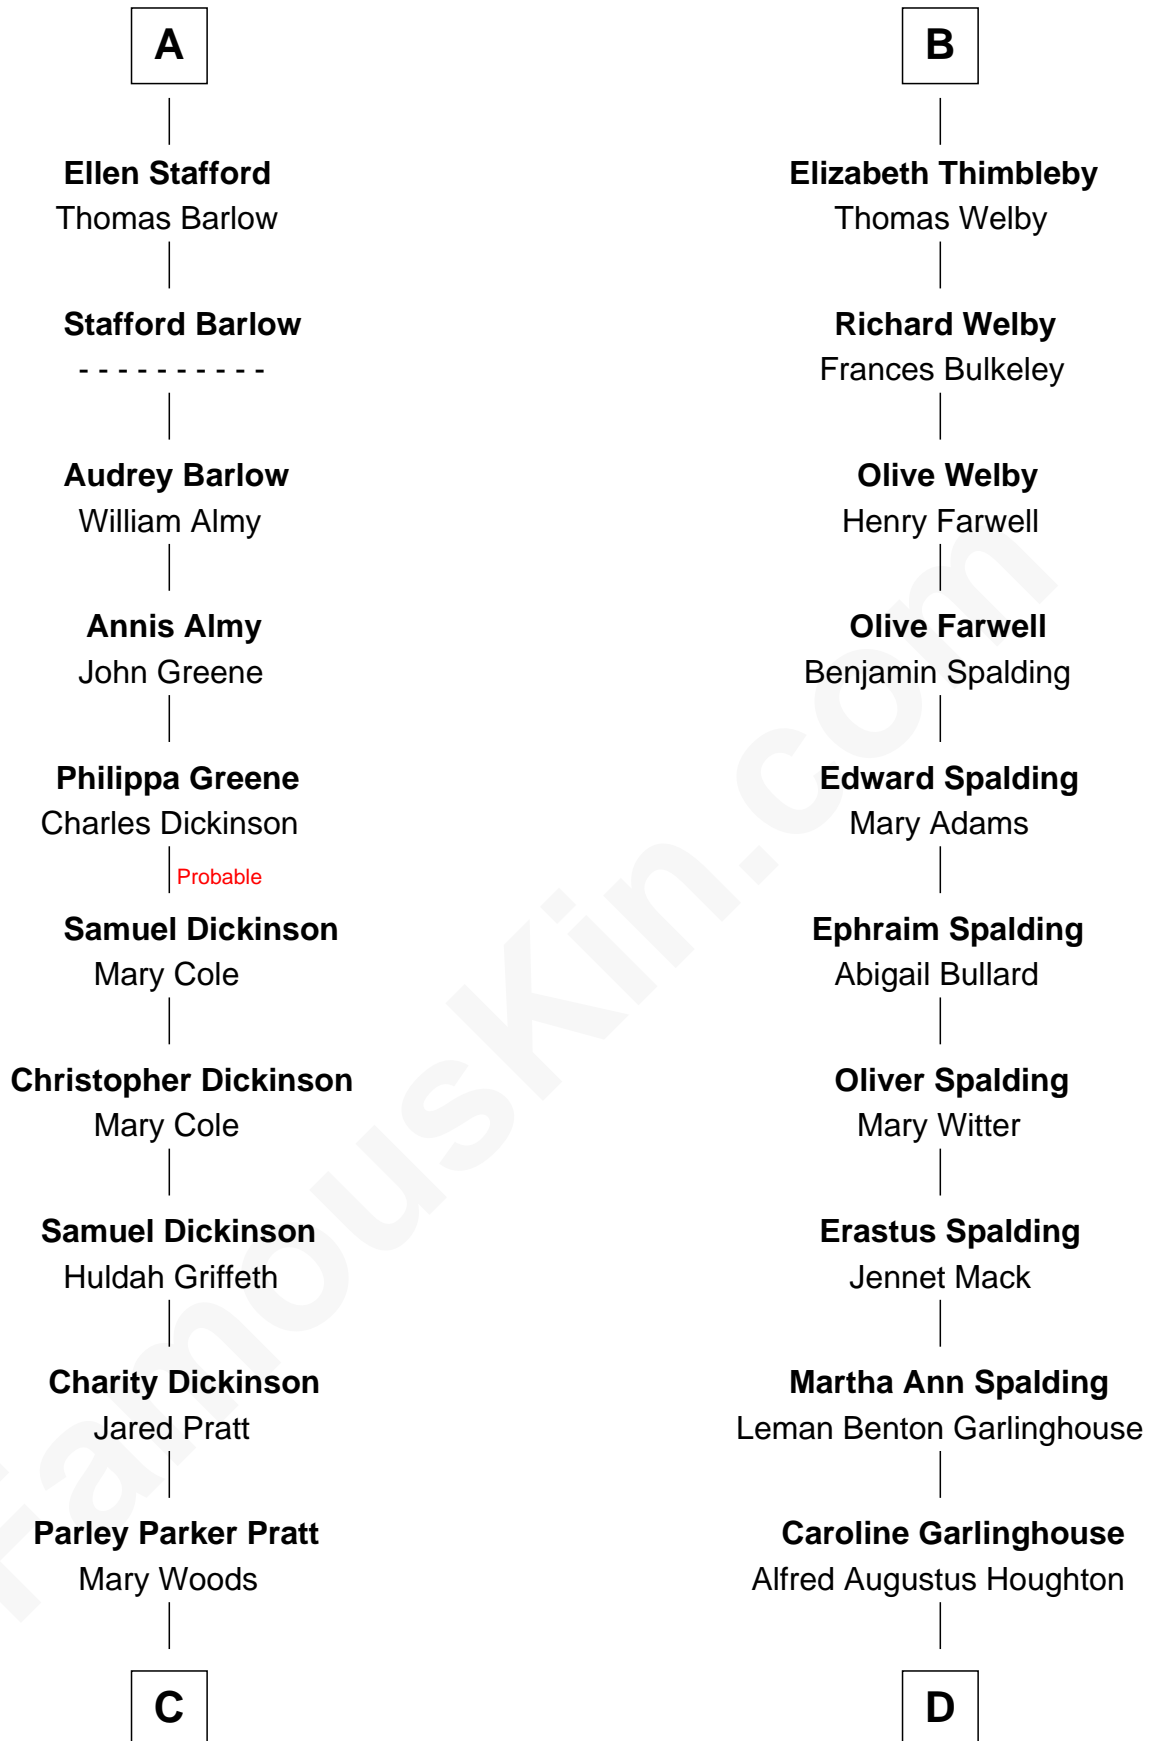 A
Ellen Stafford
Thomas Barlow
Stafford Barlow
- - - - - - - - - -
Audrey Barlow
William Almy
Annis Almy
John Greene
Philippa Greene
Charles Dickinson
Probable
Samuel Dickinson
Mary Cole
Christopher Dickinson
Mary Cole
Samuel Dickinson
Huldah Griffeth
Charity Dickinson
Jared Pratt
Parley Parker Pratt
Mary Woods
C
B
Elizabeth Thimbleby
Thomas Welby
Richard Welby
Frances Bulkeley
Olive Welby
Henry Farwell
Olive Farwell
Benjamin Spalding
Edward Spalding
Mary Adams
Ephraim Spalding
Abigail Bullard
Oliver Spalding
Mary Witter
Erastus Spalding
Jennet Mack
Martha Ann Spalding
Leman Benton Garlinghouse
Caroline Garlinghouse
Alfred Augustus Houghton
D
FamousKin.com